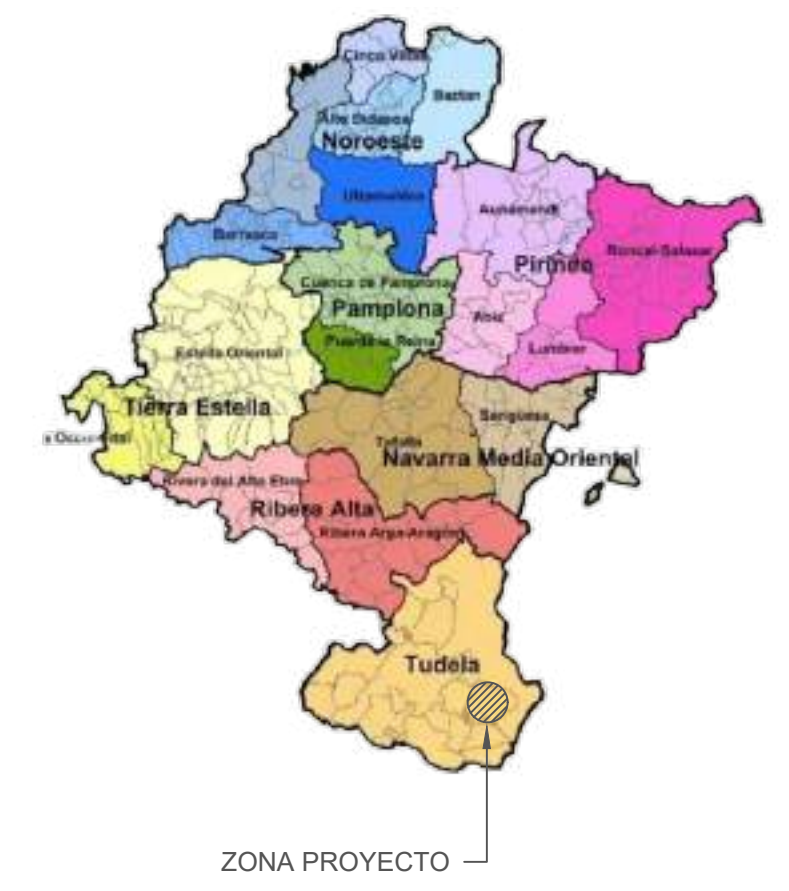 Cinco Villas
Baztan
Alto Bidasoa
Noroeste
Ultzamaldea
Auñamendi
Barranca
Roncal-Salazar
Pirineo
Cuenca de Pamplona
Pamplona
Aoiz
Puente la Reina
Lumbier
Estella Oriental
Tierra Estella
Sangüesa
Tafalla
Navarra Media Oriental
Rivera del Alto Ebro
Ribera Alta
Ribera Arga-Aragón
Tudela
ZONA PROYECTO